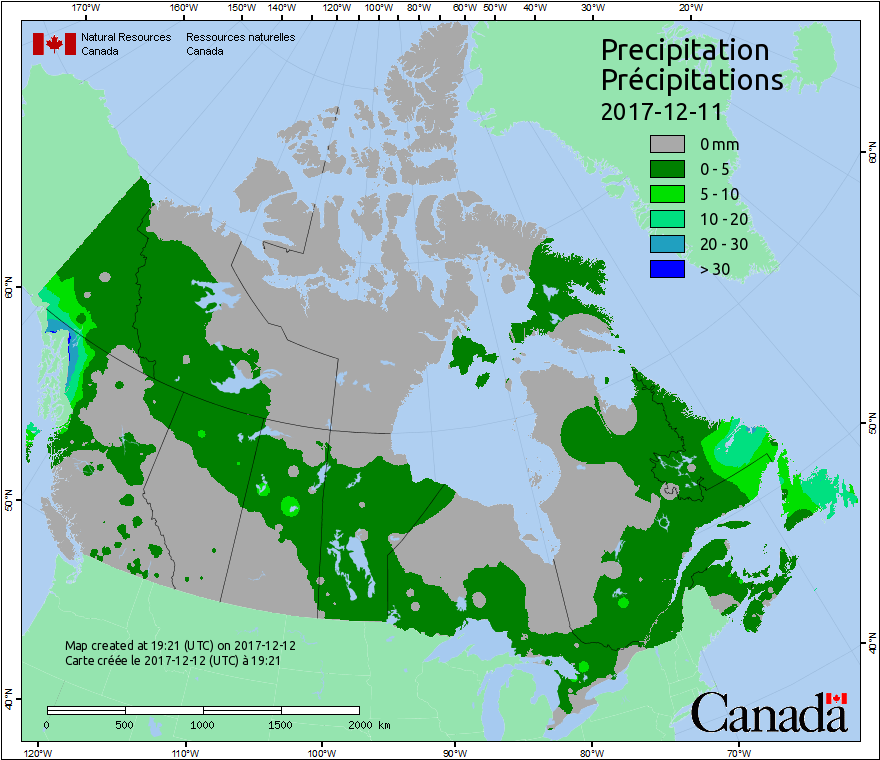 170°W 160°W 150°W 140°W 130°W 120°W 110°W 100°W 90°W 80°W 60°W 50°W 40°W 30°W 20°W
Natural Resources Ressources naturelles
Canada Canada
Precipitation
Précipitations
2017-12-11
0 mm
0 - 5
5 - 10
10 - 20
20 - 30
> 30
60°N
60°N
50°N
50°N
40°N
40°N
Map created at 19:21 (UTC) on 2017-12-12
Carte créée le 2017-12-12 (UTC) à 19:21
0 500 1000 1500 2000 km
Canada
120°W 110°W 100°W 90°W 80°W 70°W